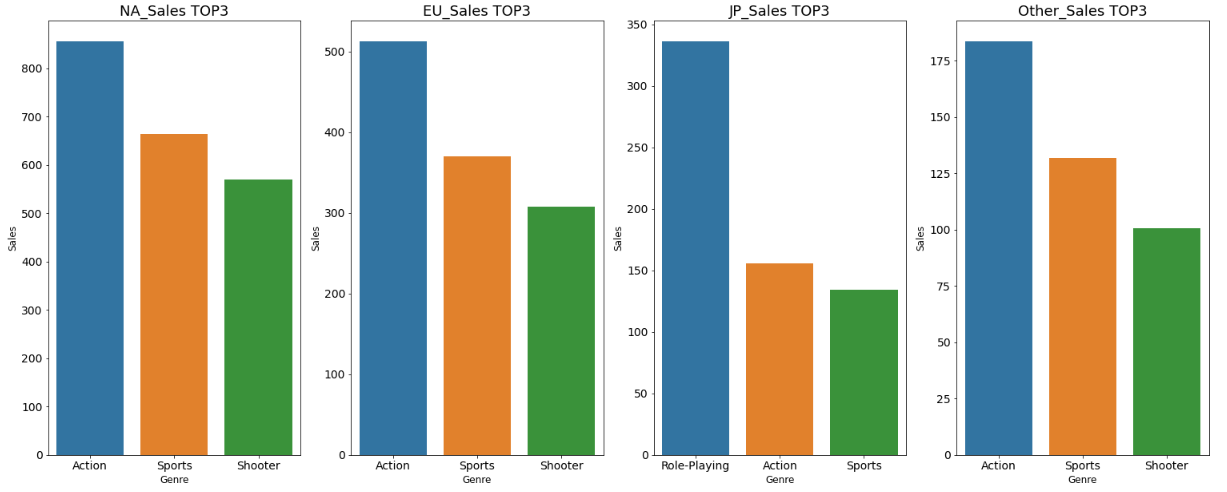 NA_Sales TOP3
800
700
600
500
400
300
200
100
0
Sales
Action Sports Shooter
Genre
EU_Sales TOP3
500
400
300
200
100
0
Sales
Action Sports Shooter
Genre
JP_Sales TOP3
350
300
250
200
150
100
50
0
Sales
Role-Playing Action Sports
Genre
Other_Sales TOP3
175
150
125
100
75
50
25
0
Sales
Action Sports Shooter
Genre